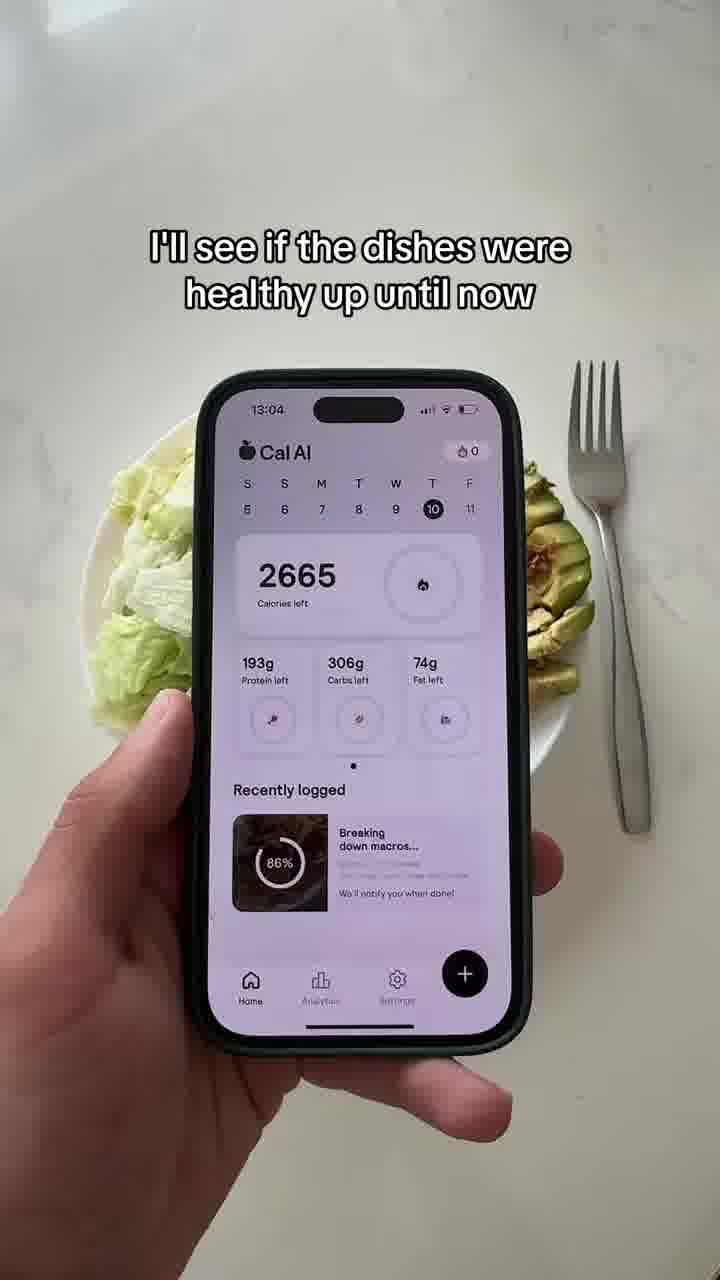 I'll see if the dishes were
healthy up until now
13:04
Cal AI
0
S S M T W T F
5 6 7 8 9 10 11
2665
Calories left
193g 306g 74g
Protein left Carbs left Fat left
Recently logged
86%
Breaking
down macros...
We'll notify you when done!
Home Analytics Settings